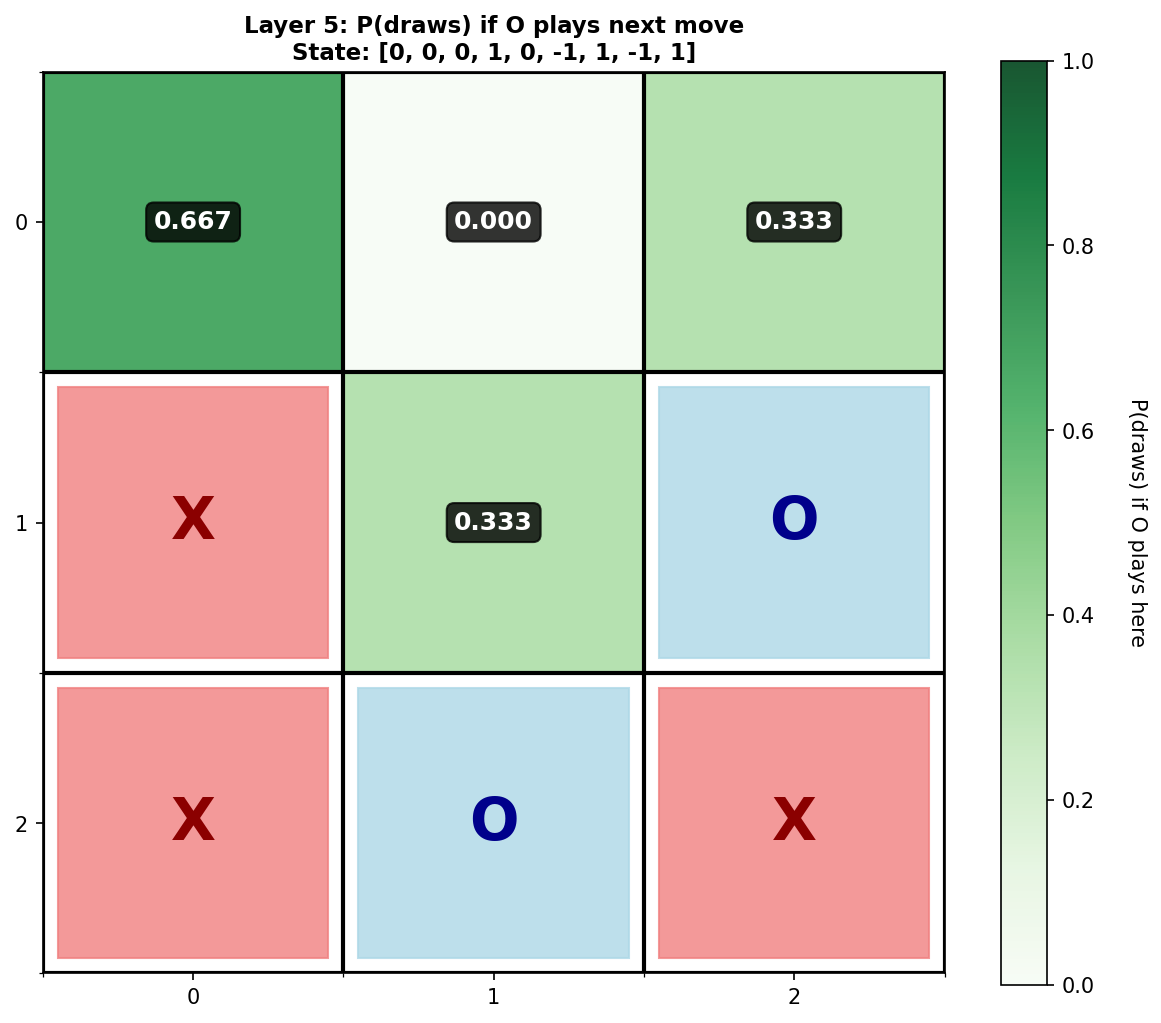 Layer 5: P(draws) if O plays next move
State: [0, 0, 0, 1, 0, -1, 1, -1, 1]
0
0.667
0.000
0.333
1
X
0.333
O
2
X
O
X
0
1
2
1.0
0.8
0.6
0.4
0.2
0.0
P(draws) if O plays here